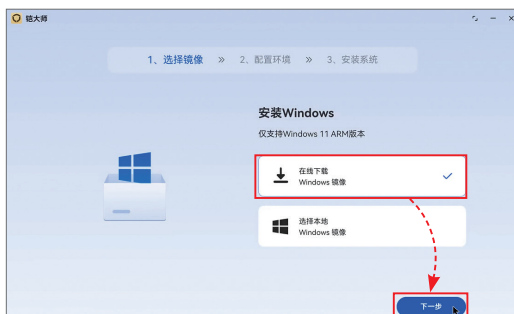 铠大师
1、选择镜像 » 2、配置环境 » 3、安装系统
安装Windows
仅支持Windows 11 ARM版本
在线下载
Windows 镜像
选择本地
Windows 镜像
下一步